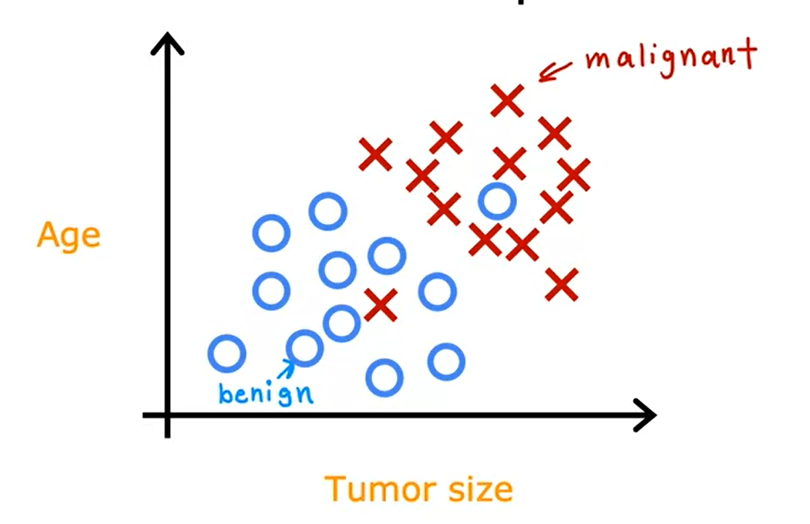 malignant
Age
benign
Tumor size